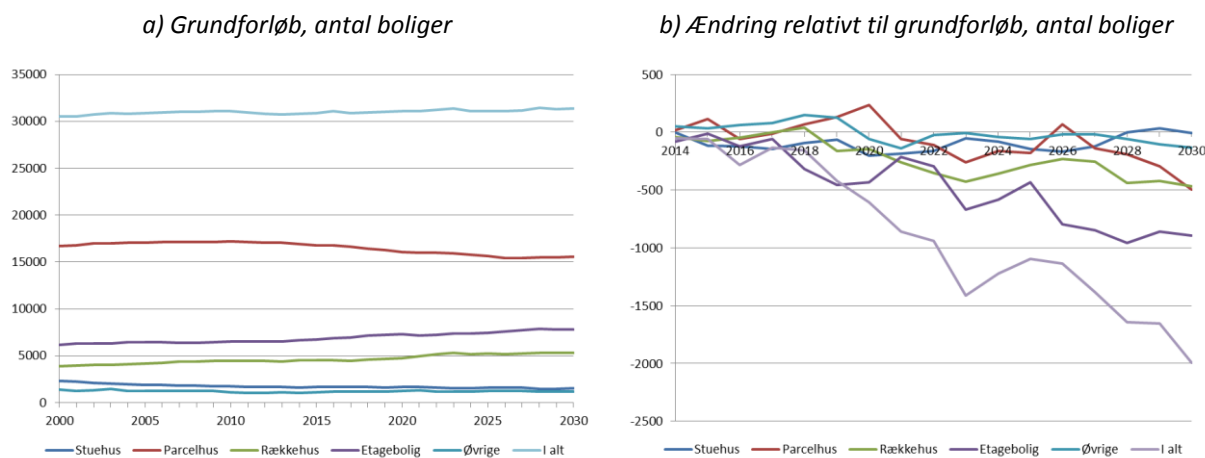 a) Grundforløb, antal boliger
35000
30000
25000
20000
15000
10000
5000
0
2000 2005 2010 2015 2020 2025 2030
Stuehus Parcelhus Rækkehus Etagebolig Øvrige I alt
b) Ændring relativt til grundforløb, antal boliger
500
0
-500
-1000
-1500
-2000
-2500
2014 2016 2018 2020 2022 2024 2026 2028 2030
Stuehus Parcelhus Rækkehus Etagebolig Øvrige I alt